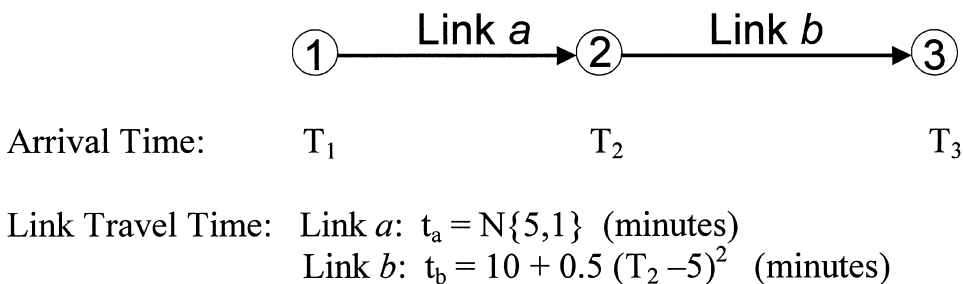 Link a Link b
1 2 3
Arrival Time: T₁ T₂ T₃
Link Travel Time: Link a: tₐ = N{5,1} (minutes)
Link b: t_b = 10 + 0.5 (T₂ –5)² (minutes)